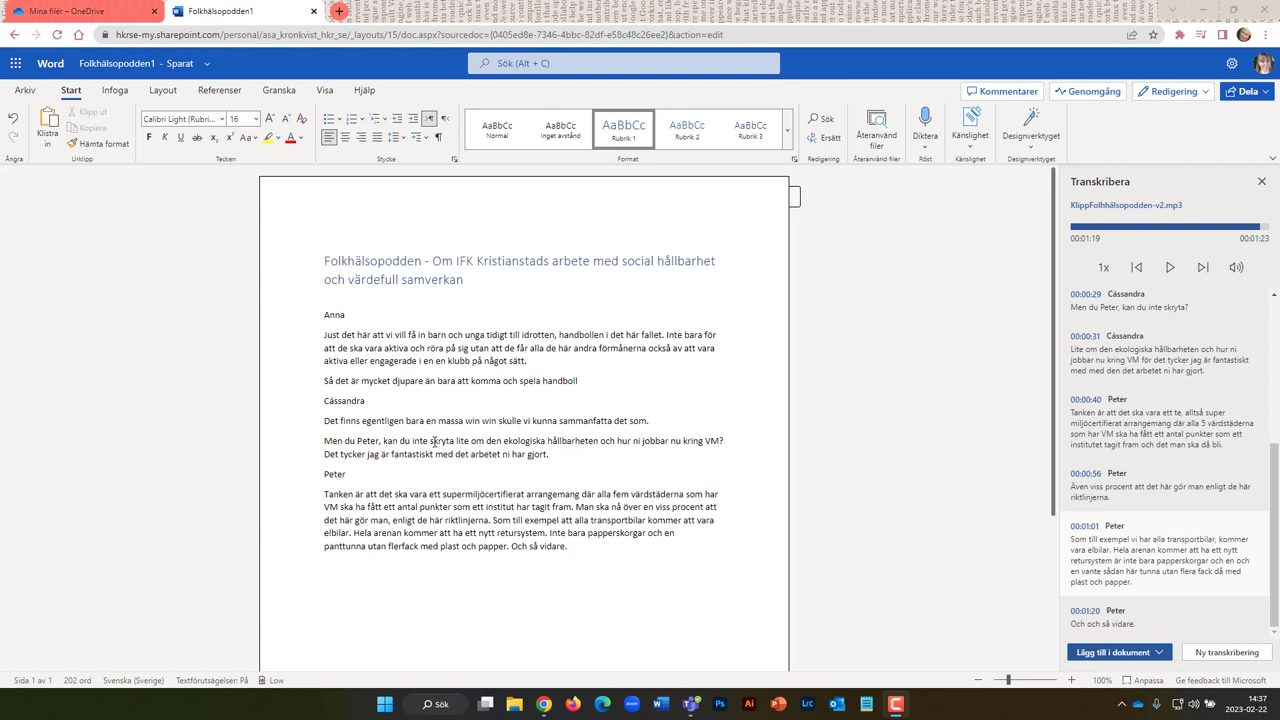 Mina filer – OneDrive
Folkhälsopodden1
hkrse-my.sharepoint.com/personal/asa_kronkvist_hkr_se/_layouts/15/doc.aspx?sourcedoc={0405ed8e-7346-4bbc-82df-e58c48c26ee2}&action=edit
Word
Folkhälsopodden1 - Sparat
Sök (Alt + C)
Arkiv
Start
Infoga
Layout
Referenser
Granska
Visa
Hjälp
Kommentarer
Genomgång
Redigering
Dela
Klistra in
Klipp ut
Kopiera
Hämta format
Calibri Light (Rubrik...
16
AaBbCc Normal
AaBbCc Inget avstånd
AaBbCc Rubrik 1
AaBbCc Rubrik 2
AaBbCc Rubrik 3
Sök
Ersätt
Återanvänd filer
Diktera
Känslighet
Designverktyget
Ångra
Urklipp
Tecken
Stycke
Format
Redigering
Återanvänd filer
Röst
Känslighet
Designverktyget
Folkhälsopodden - Om IFK Kristianstads arbete med social hållbarhet
och värdefull samverkan
Anna
Just det här att vi vill få in barn och unga tidigt till idrotten, handbollen i det här fallet. Inte bara för
att de ska vara aktiva och röra på sig utan att de får alla de här andra förmånerna också av att vara
aktiva eller engagerade i en en klubb på något sätt.
Så det är mycket djupare än bara att komma och spela handboll
Cássandra
Det finns egentligen bara en massa win win skulle vi kunna sammanfatta det som.
Men du Peter, kan du inte skryta lite om den ekologiska hållbarheten och hur ni jobbar nu kring VM?
Det tycker jag är fantastiskt med det arbetet ni har gjort.
Peter
Tanken är att det ska vara ett supermiljöcertifierat arrangemang där alla fem värdstäderna som har
VM ska ha fått ett antal punkter som ett institut har tagit fram. Man ska nå över en viss procent att
det här gör man, enligt de här riktlinjerna. Som till exempel att alla transportbilar kommer att vara
elbilar. Hela arenan kommer att ha ett nytt retursystem. Inte bara papperskorgar och en
panttunna utan flerfack med plast och papper. Och så vidare.
Transkribera
KlippFolhhälsopodden-v2.mp3
00:01:19
00:01:23
1x
00:00:29 Cássandra
Men du Peter, kan du inte skryta?
00:00:31 Cássandra
Lite om den ekologiska hållbarheten och hur ni
jobbar nu kring VM för det tycker jag är fantastiskt
med med det arbetet ni har gjort.
00:00:40 Peter
Tanken är att det ska vara ett te, alltså super
miljöcertifierat arrangemang där alla 5 värdstäderna
som har VM ska ha fått ett antal punkter som ett
institutet tagit fram och det man ska då bli.
00:00:56 Peter
Även viss procent att det här gör man enligt de här
riktlinjerna.
00:01:01 Peter
Som till exempel vi har alla transportbilar, kommer
vara elbilar. Hela arenan kommer att ha ett nytt
retursystem är inte bara papperskorgar och en och
en vante sådan här tunna utan flera fack då med
plast och papper.
00:01:20 Peter
Och och så vidare.
Lägg till i dokument
Ny transkribering
Sida 1 av 1
202 ord
Svenska (Sverige)
Textförutsägelser: På
Low
100%
Anpassa
Ge feedback till Microsoft
Sök
14:37
2023-02-22